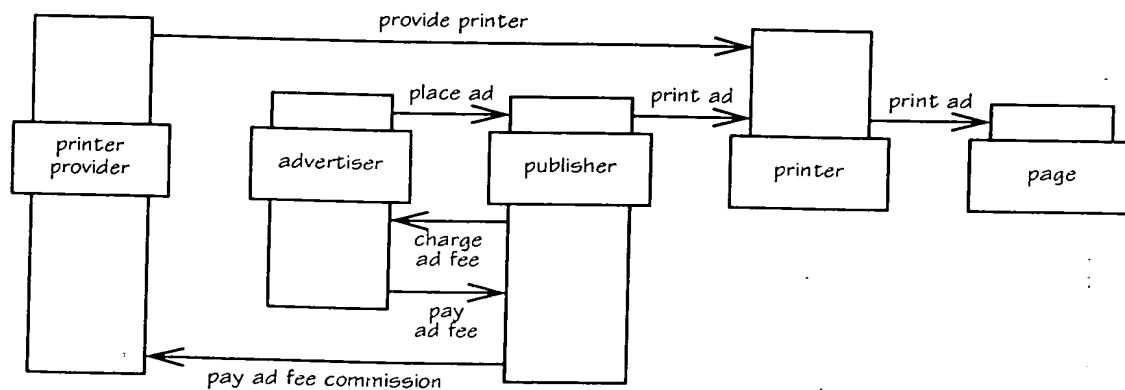 provide printer
place ad
print ad
print ad
printer
provider
advertiser
publisher
printer
page
charge
ad fee
pay
ad fee
pay ad fee commission